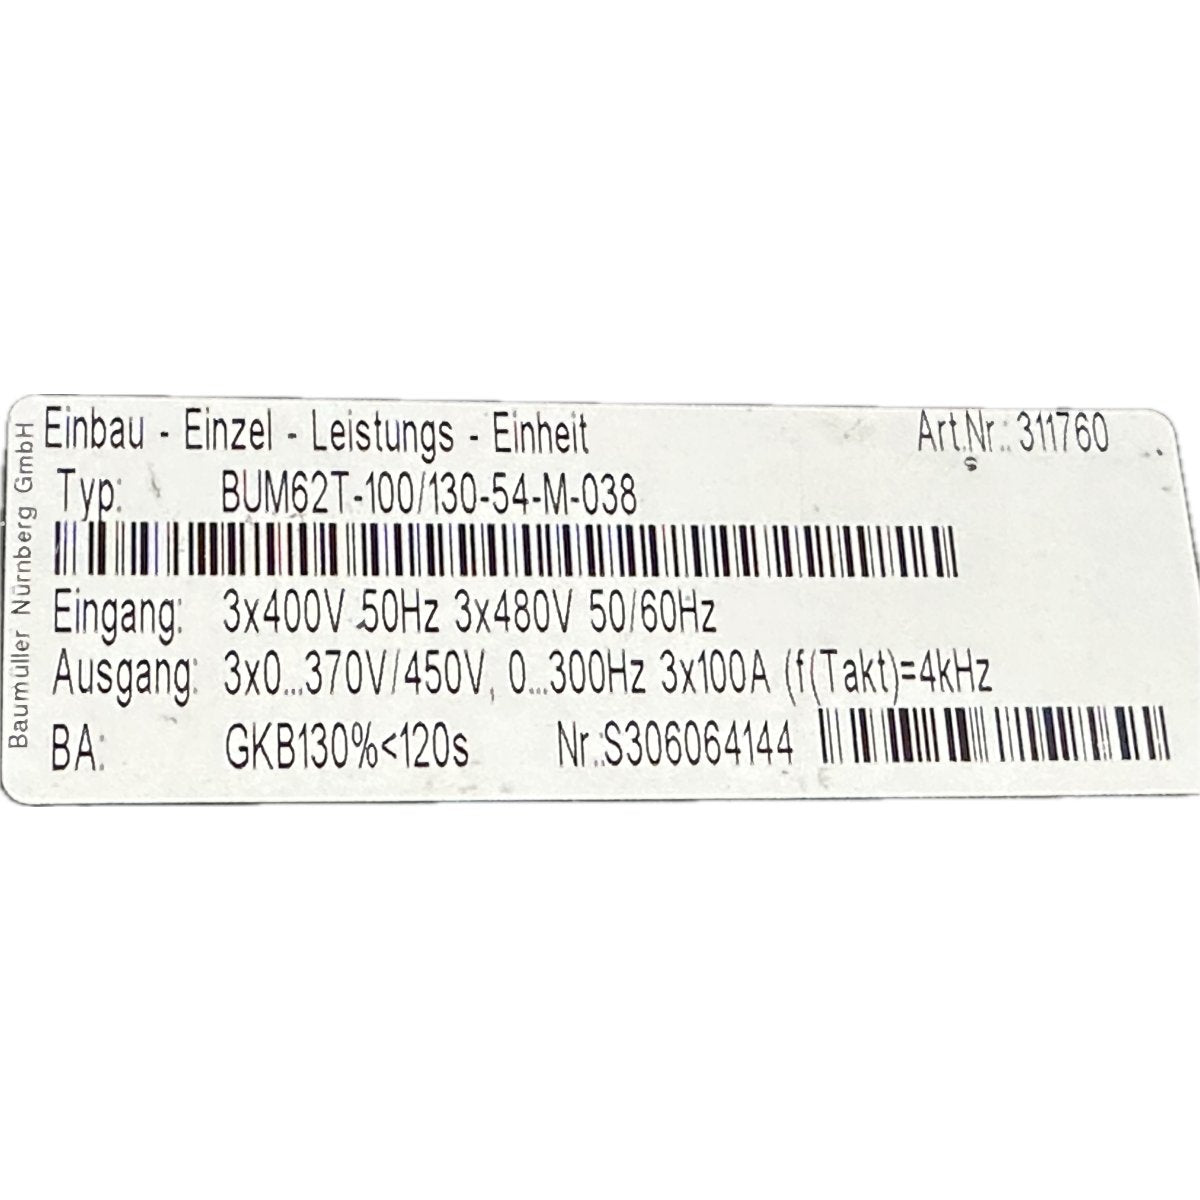 Einbau - Einzel - Leistungs - Einheit Art.Nr.: 311760
Typ: BUM62T-100/130-54-M-038
Eingang: 3x400V 50Hz 3x480V 50/60Hz
Ausgang: 3x0...370V/450V, 0...300Hz 3x100A (f(Takt)=4kHz
BA: GKB130%<120s Nr.:S306064144
Baumüller Nürnberg GmbH